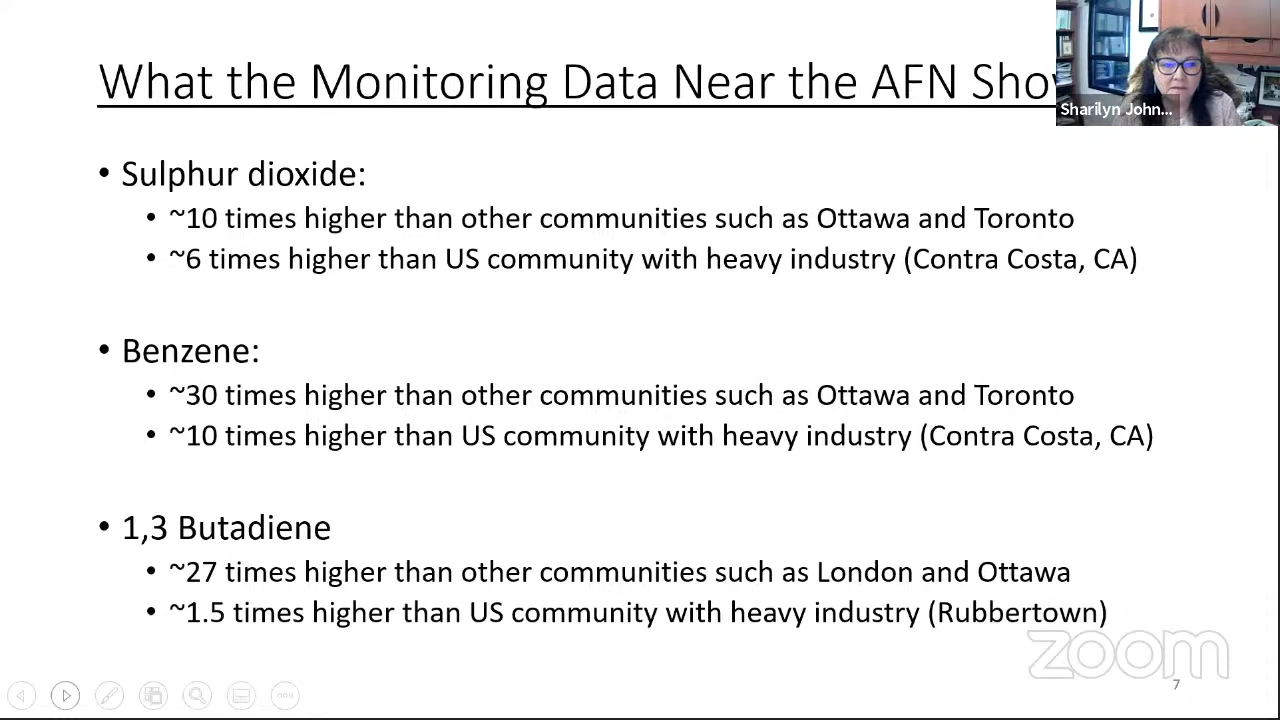 What the Monitoring Data Near the AFN Sho
Sharilyn John...
• Sulphur dioxide:
• ~10 times higher than other communities such as Ottawa and Toronto
• ~6 times higher than US community with heavy industry (Contra Costa, CA)
• Benzene:
• ~30 times higher than other communities such as Ottawa and Toronto
• ~10 times higher than US community with heavy industry (Contra Costa, CA)
• 1,3 Butadiene
• ~27 times higher than other communities such as London and Ottawa
• ~1.5 times higher than US community with heavy industry (Rubbertown)
zoom
7